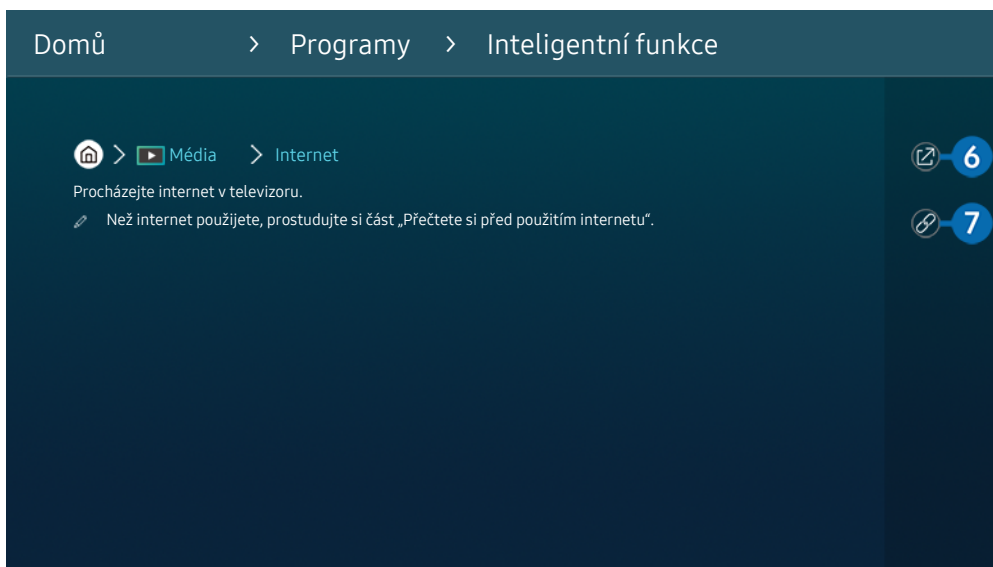 Domů > Programy > Inteligentní funkce
> Média > Internet
6
Procházejte internet v televizoru.
Než internet použijete, prostudujte si část „Přečtete si před použitím internetu“.
7